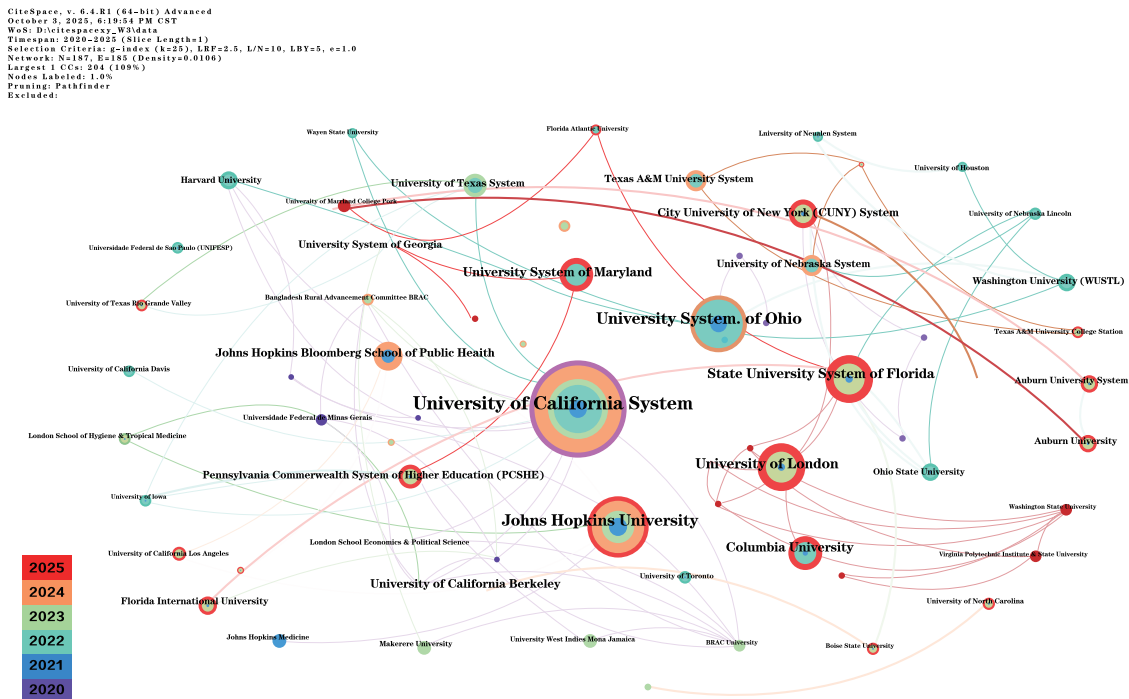 CiteSpace, v. 6.4.R1 (64-bit) Advanced
October 3, 2025, 6:19:54 PM CST
WoS: D:\citespacexy_W3\data
Timespan: 2020-2025 (Slice Length=1)
Selection Criteria: g-index (k=25), LRF=2.5, L/N=10, LBY=5, e=1.0
Network: N=187, E=185 (Density=0.0106)
Largest 1 CCs: 204 (109%)
Nodes Labeled: 1.0%
Pruning: Pathfinder
Excluded:
Wayen State University
Florida Atlantic University
Lniversity of Neuslen System
University of Houston
Harvard University
University of Texas System
Texas A&M University System
University of Marrland College Pork
City University of New York (CUNY) System
University of Nebraska Lincoln
Universidade Federal de Sao Paulo (UNIFESP)
University System of Georgia
University System of Maryland
University of Nebraska System
Washington University (WUSTL)
University of Texas Rio Grande Valley
Bangladesh Rural Advancement Committee BRAC
University System. of Ohio
Texas A&M University College Station
Johns Hopkins Bloomberg School of Public Heaith
University of California Davis
State University System of Florida
Auburn University System
University of California System
Universidade Federal de Minas Gerais
London School of Hygiene & Tropical Medicine
Auburn University
Pennsylvania Commerwealth System of Higher Education (PCSHE)
University of London
Ohio State University
University of lowa
Washington State University
Johns Hopkins University
London School Economics & Political Science
Columbia University
University of California Los Angeles
Virginia Polytechnic Institute & State University
University of California Berkeley
University of Toronto
2025
2024
2023
2022
2021
2020
Florida International University
University of North Carolina
Johns Hopkins Medicine
Makerere University
University West Indies Mona Jamaica
BRAC University
Boise State University